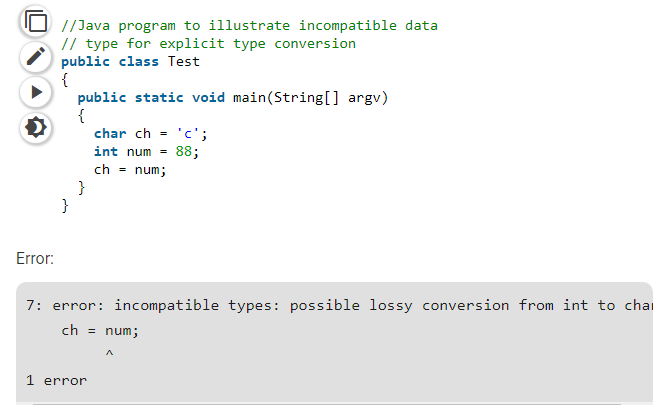 //Java program to illustrate incompatible data
// type for explicit type conversion
public class Test
{
public static void main(String[] argv)
{
char ch = 'c';
int num = 88;
ch = num;
}
}
Error:
7: error: incompatible types: possible lossy conversion from int to
ch = num;
^
1 error